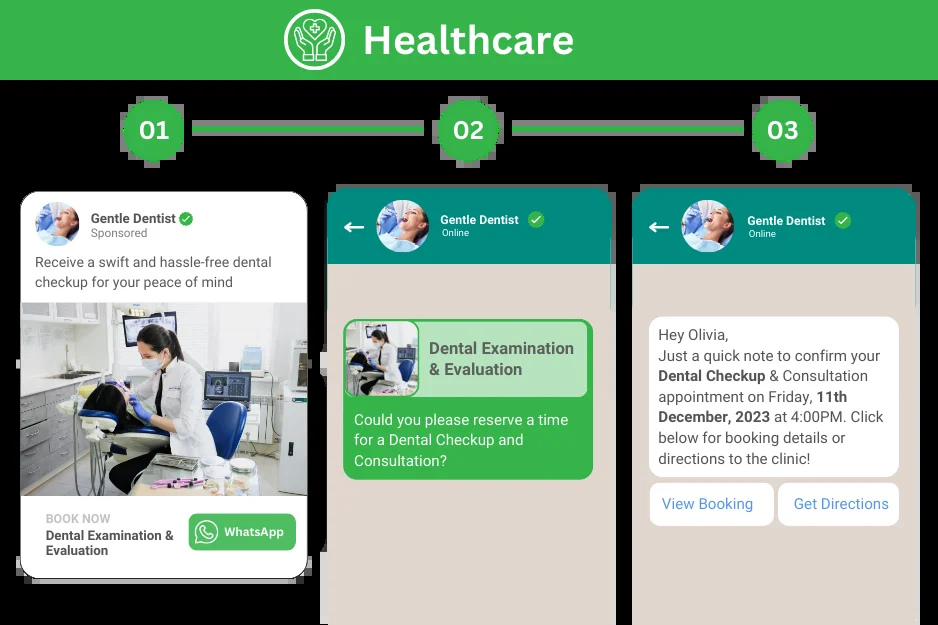 Healthcare
01
02
03
Gentle Dentist
Sponsored
Receive a swift and hassle-free dental
checkup for your peace of mind
BOOK NOW
Dental Examination &
Evaluation
WhatsApp
Gentle Dentist
Online
Dental Examination
& Evaluation
Could you please reserve a time
for a Dental Checkup and
Consultation?
Gentle Dentist
Online
Hey Olivia,
Just a quick note to confirm your
Dental Checkup & Consultation
appointment on Friday, 11th
December, 2023 at 4:00PM. Click
below for booking details or
directions to the clinic!
View Booking
Get Directions